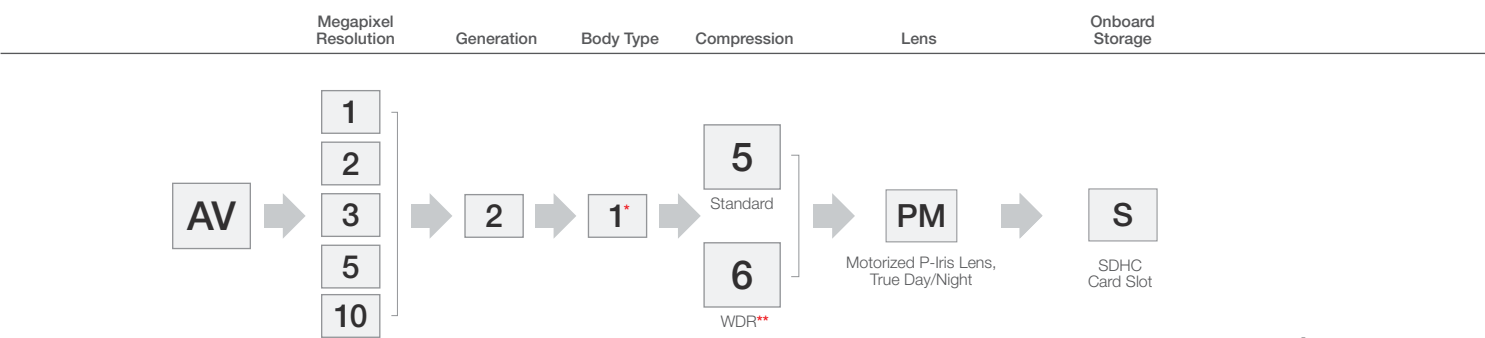 Megapixel
Resolution
Generation
Body Type
Compression
Lens
Onboard
Storage
AV
1
2
3
5
10
2
1*
5
Standard
6
WDR**
PM
Motorized P-Iris Lens,
True Day/Night
S
SDHC
Card Slot